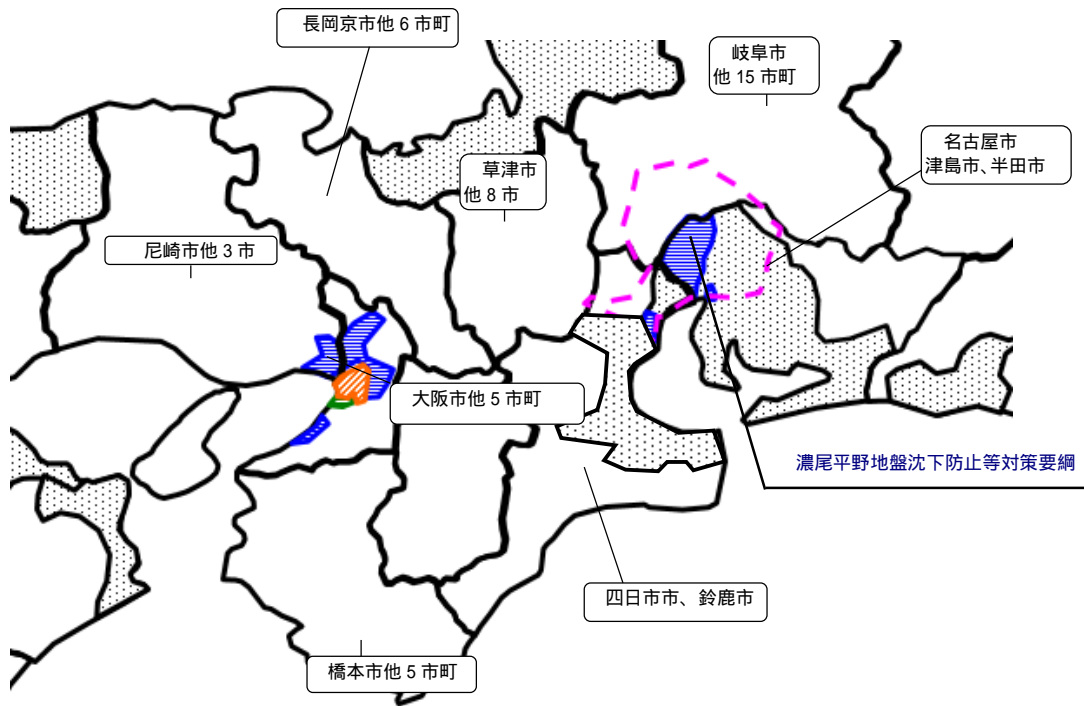 長岡京市他 6 市町
岐阜市
他 15 市町
名古屋市
津島市、半田市
草津市
他 8 市
尼崎市他 3 市
大阪市他 5 市町
濃尾平野地盤沈下防止等対策要綱
四日市市、鈴鹿市
橋本市他 5 市町